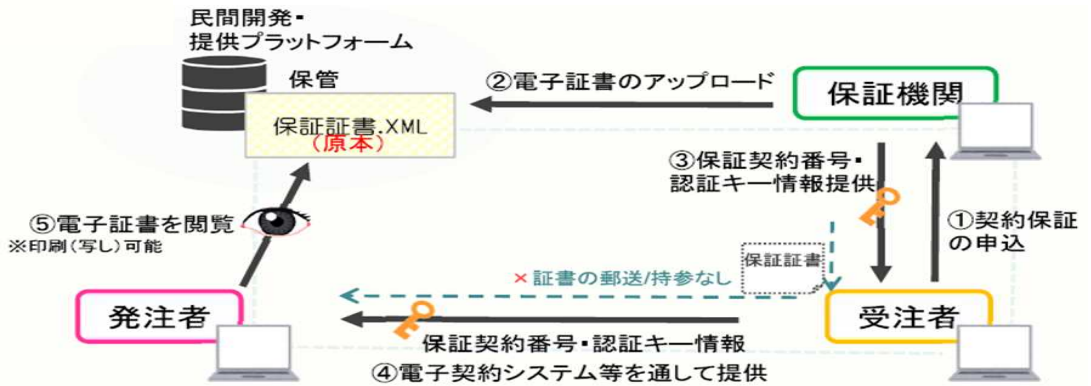 民間開発・
提供プラットフォーム
保管
保証証書.XML
(原本)
②電子証書のアップロード
保証機関
③保証契約番号・
認証キー情報提供
①契約保証
の申込
⑤電子証書を閲覧
※印刷(写し)可能
保証証書
×証書の郵送/持参なし
発注者
受注者
保証契約番号・認証キー情報
④電子契約システム等を通して提供